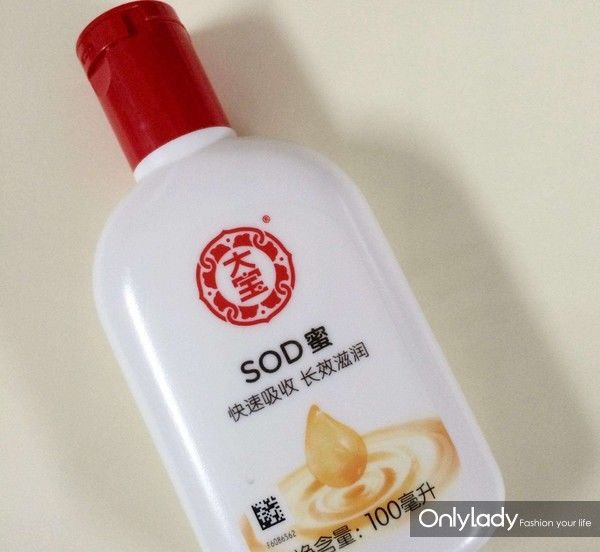 大宝
®
SOD蜜
快速吸收 长效滋润
E6086562
净含量：100毫升
Onlylady Fashion your life